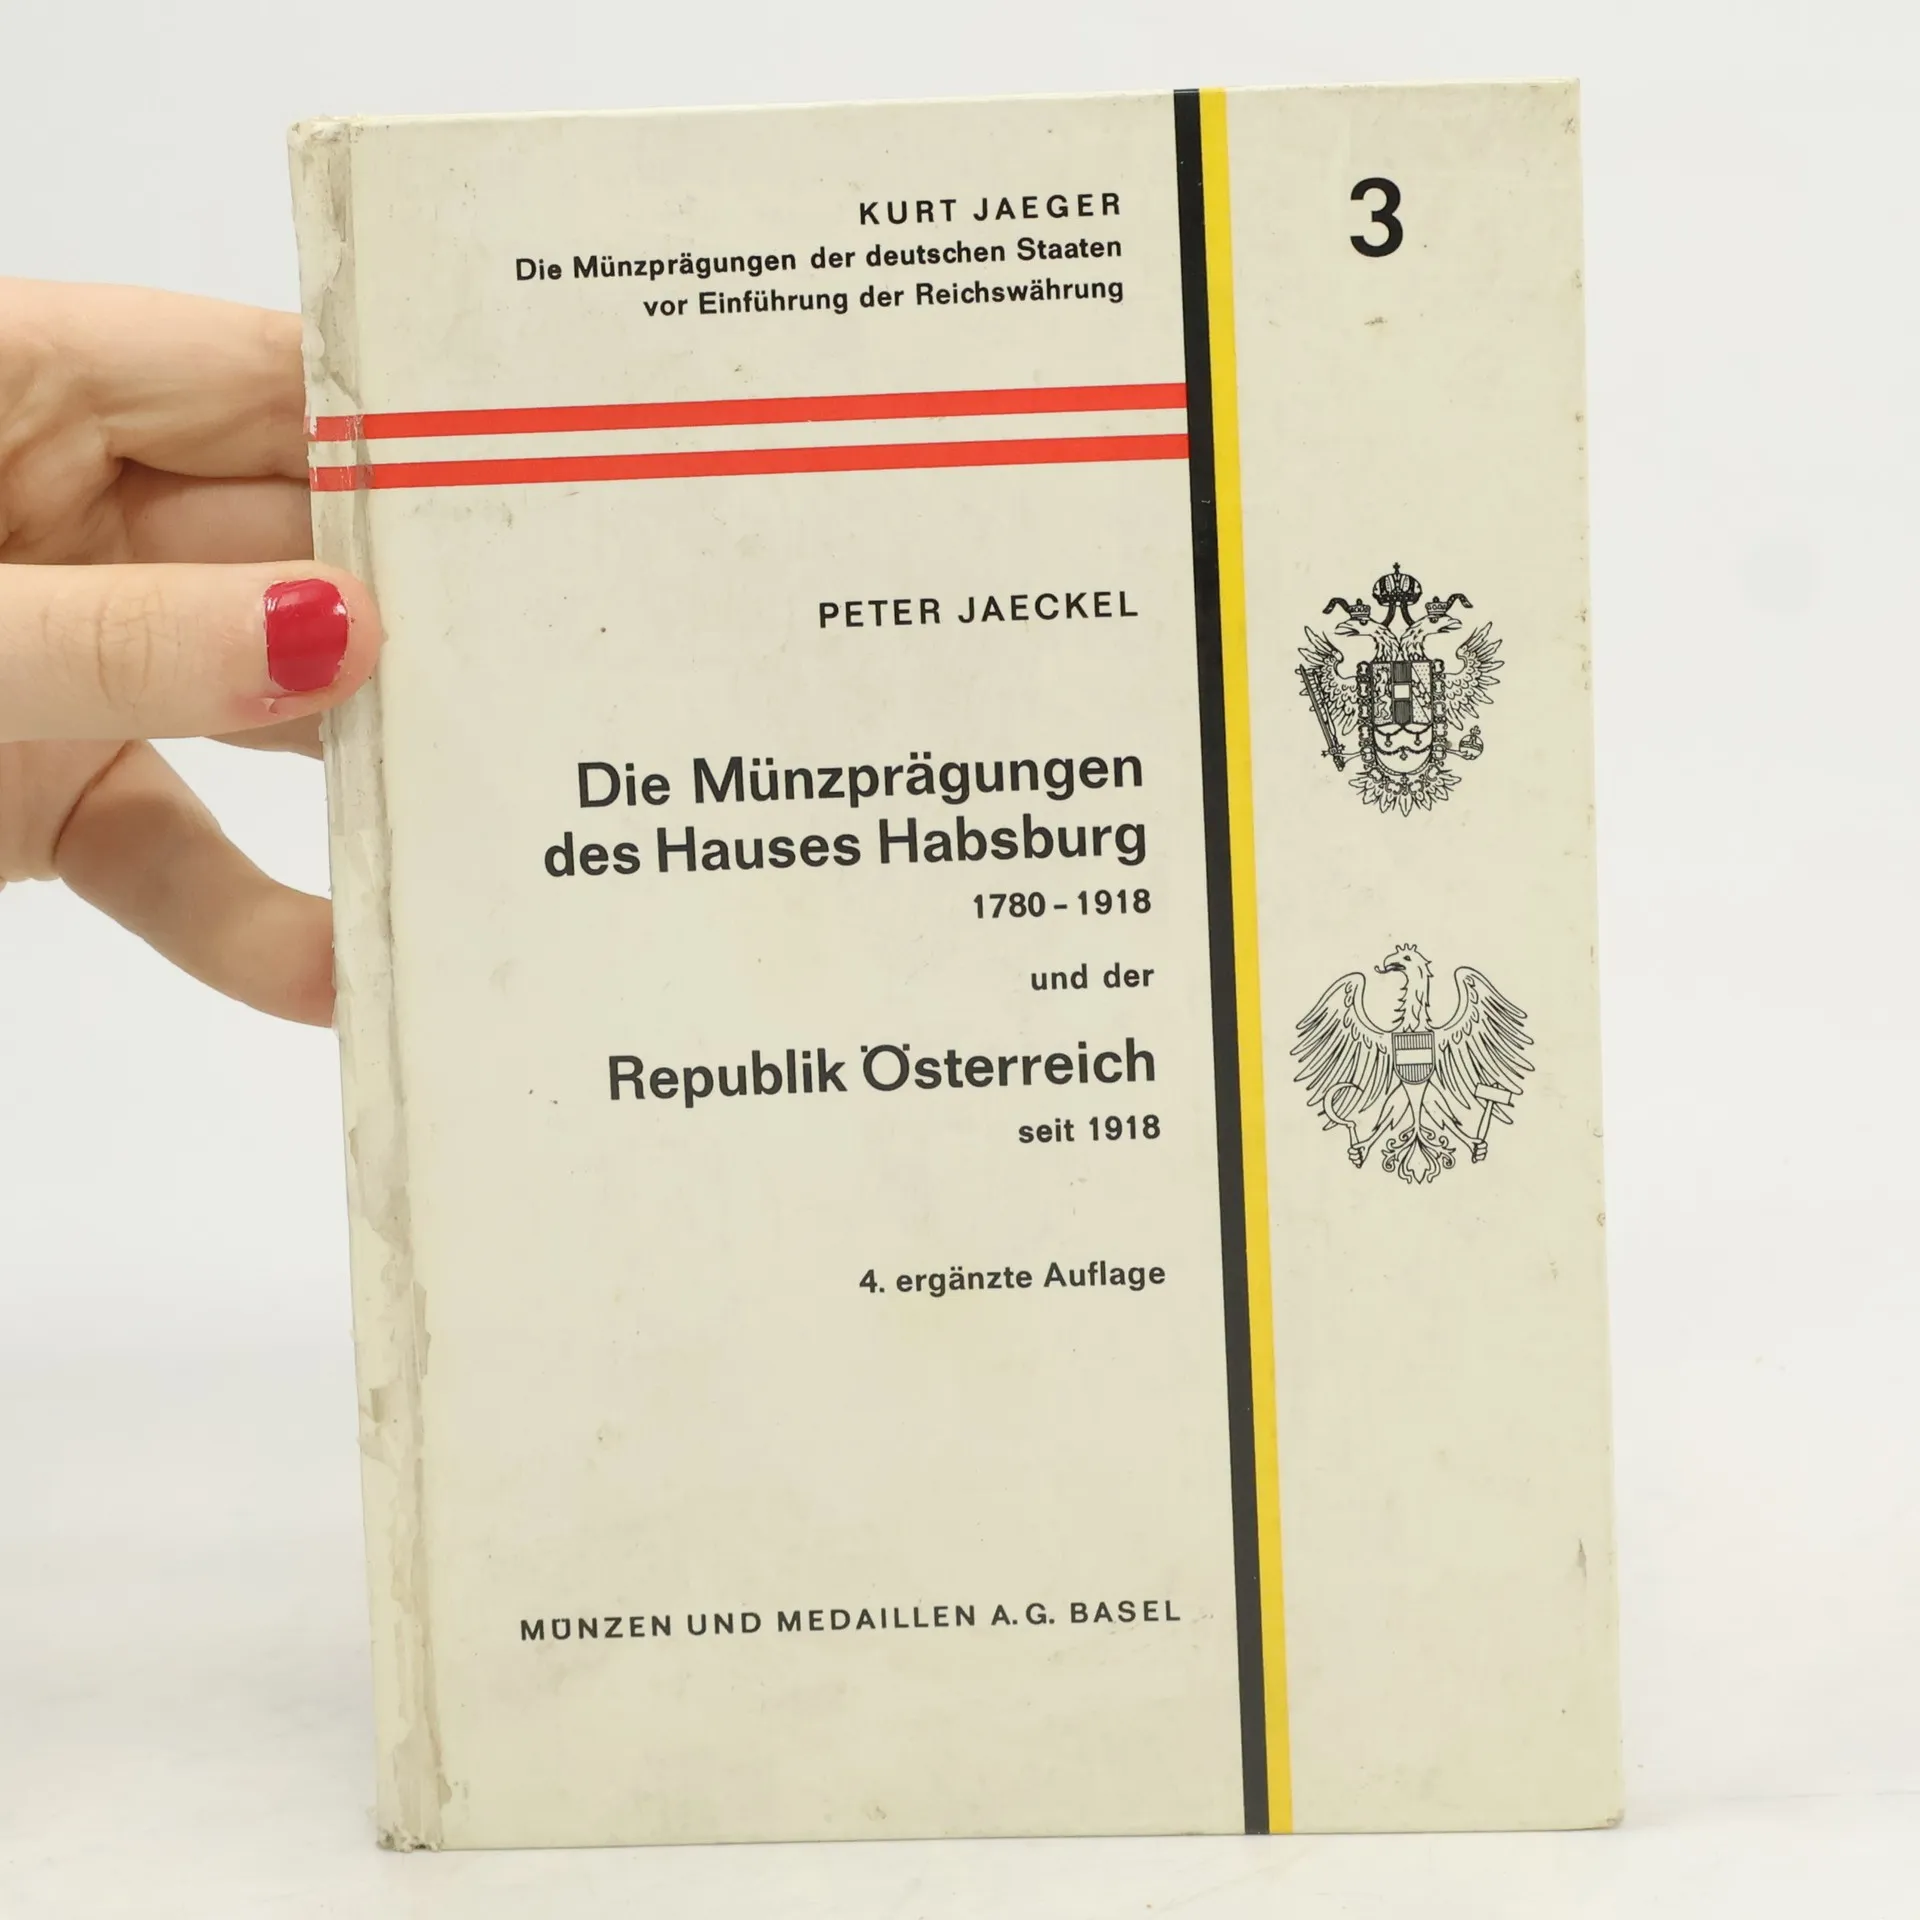 KURT JAEGER
Die Münzprägungen der deutschen Staaten
vor Einführung der Reichswährung
3
PETER JAECKEL
Die Münzprägungen
des Hauses Habsburg
1780 – 1918
und der
Republik Österreich
seit 1918
4. ergänzte Auflage
MÜNZEN UND MEDAILLEN A.G. BASEL